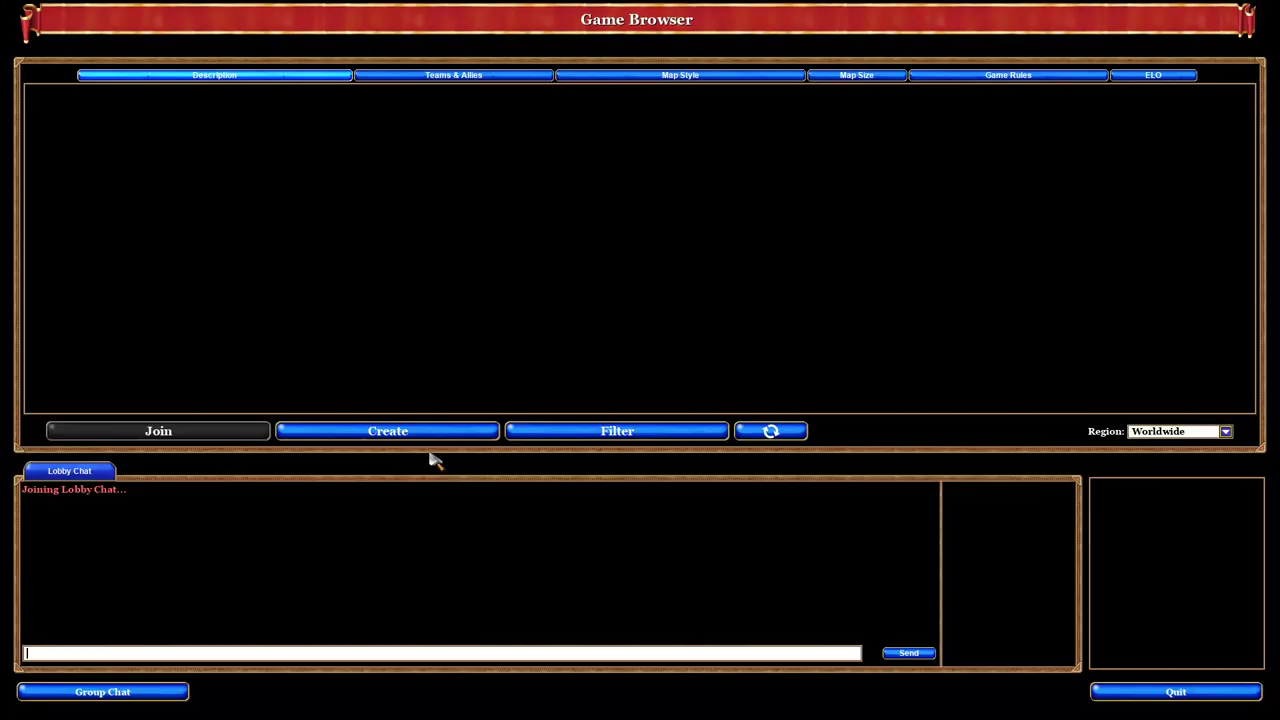 Game Browser
Description Teams & Allies Map Style Map Size Game Rules ELO
Join Create Filter Region: Worldwide
Lobby Chat
Joining Lobby Chat...
Send
Group Chat Quit